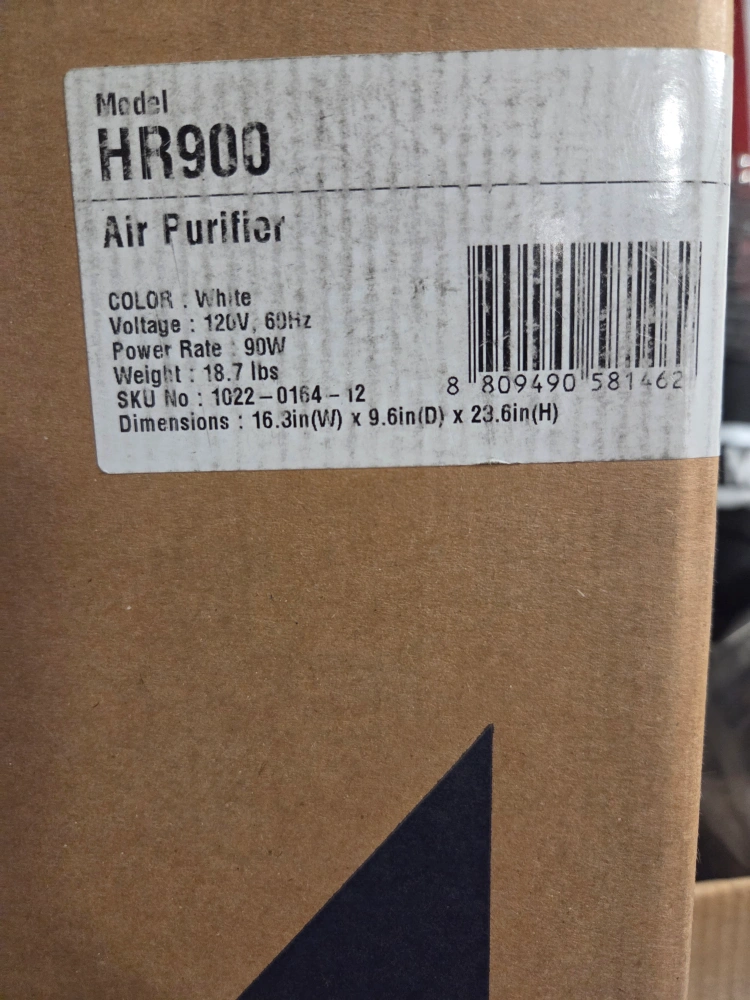 Model
HR900
Air Purifier
COLOR : White
Voltage : 120V, 60Hz
Power Rate : 90W
Weight : 18.7 lbs
SKU No : 1022-0164-12
Dimensions : 16.3in(W) x 9.6in(D) x 23.6in(H)
8 809490 581462